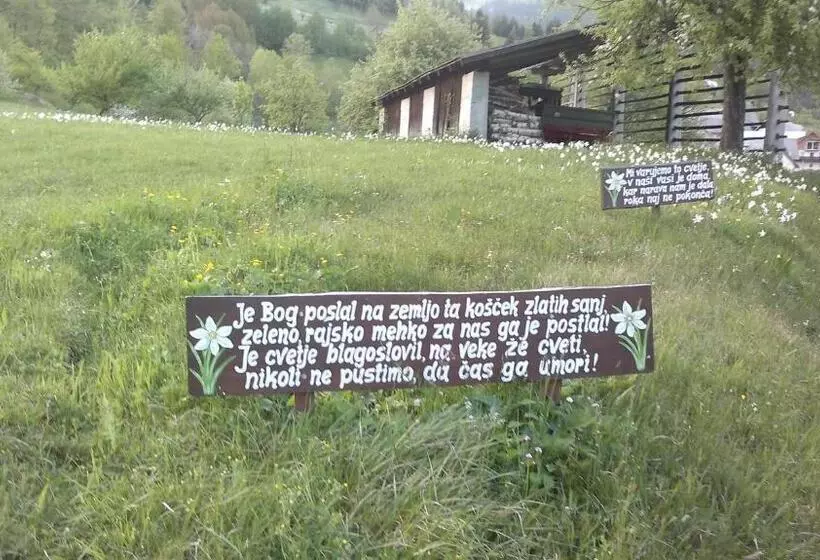 Mi varujemo to cvetje,
v naši vasi je doma,
kar narava nam je dala
roka naj ne pokonča!
Je Bog poslal na zemljo ta košček zlatih sanj,
zeleno, rajsko mehko za nas ga je postlal!
Je cvetje blagoslovil, na veke že cveti,
nikoli ne pustimo, da čas ga umori!